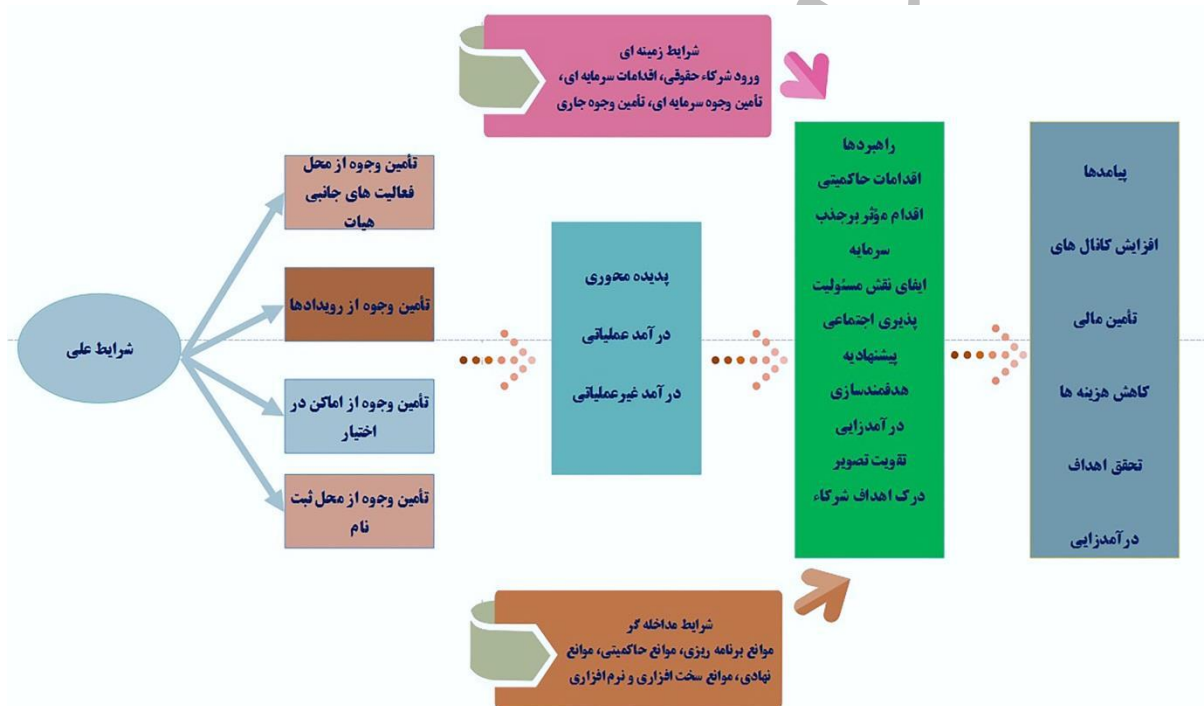 شرایط زمینه ای
ورود شرکاء حقوقی، اقدامات سرمایه ای،
تأمین وجوه سرمایه ای، تأمین وجوه جاری
شرایط علی
تأمین وجوه از محل
فعالیت های جانبی
هیات
تأمین وجوه از رویدادها
تأمین وجوه از اماکن در
اختیار
تأمین وجوه از محل ثبت
نام
پدیده محوری
درآمد عملیاتی
درآمد غیرعملیاتی
راهبردها
اقدامات حاکمیتی
اقدام مؤثر برجذب
سرمایه
ایفای نقش مسئولیت
پذیری اجتماعی
پیشنهادیه
هدفمندسازی
درآمدزایی
تقویت تصویر
درک اهداف شرکاء
پیامدها
افزایش کانال های
تأمین مالی
کاهش هزینه ها
تحقق اهداف
درآمدزایی
شرایط مداخله گر
موانع برنامه ریزی، موانع حاکمیتی، موانع
نهادی، موانع سخت افزاری و نرم افزاری